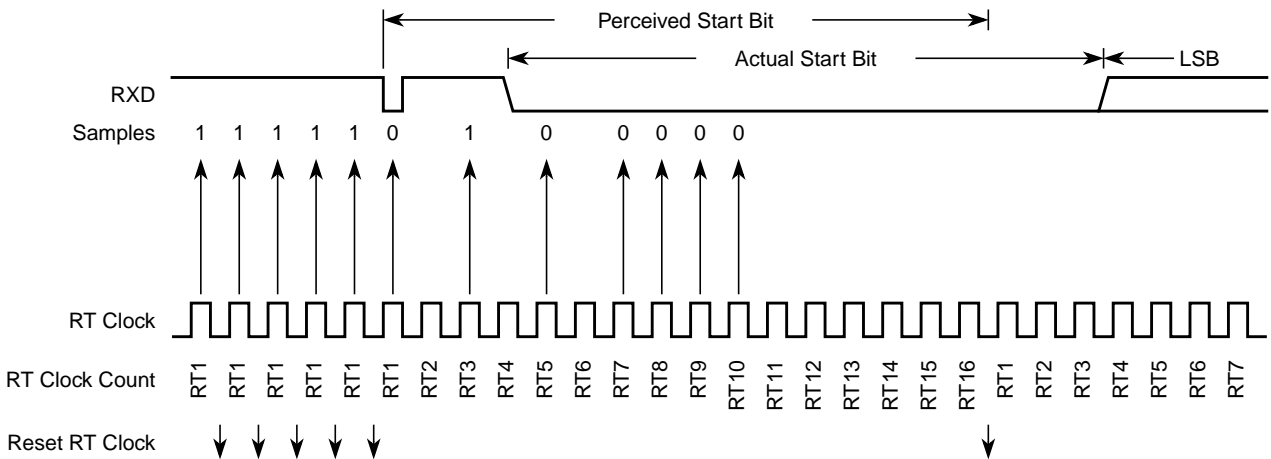 Perceived Start Bit
Actual Start Bit
LSB
RXD
Samples 1 1 1 1 1 0 1 0 0 0 0 0
RT Clock
RT Clock Count RT1 RT1 RT1 RT1 RT1 RT1 RT2 RT3 RT4 RT5 RT6 RT7 RT8 RT9 RT10 RT11 RT12 RT13 RT14 RT15 RT16 RT1 RT2 RT3 RT4 RT5 RT6 RT7
Reset RT Clock